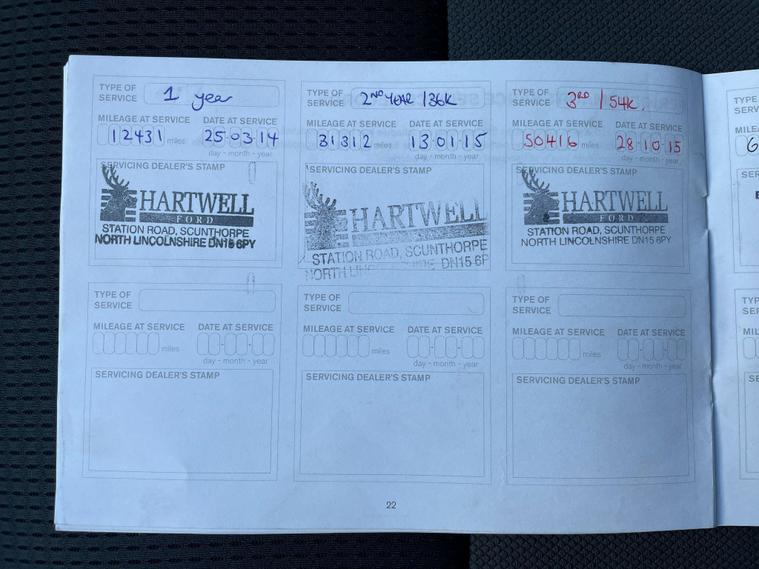 TYPE OF SERVICE 1 year
MILEAGE AT SERVICE DATE AT SERVICE
12431 miles 25-03-14
day - month - year
SERVICING DEALER'S STAMP
HARTWELL
FORD
STATION ROAD, SCUNTHORPE
NORTH LINCOLNSHIRE DN15 6PY
TYPE OF SERVICE 2ND YEAR /36K
MILEAGE AT SERVICE DATE AT SERVICE
31312 miles 13-01-15
day - month - year
SERVICING DEALER'S STAMP
HARTWELL
STATION ROAD, SCUNTHORPE
NORTH DN15 6P
TYPE OF SERVICE 3RD / 54K.
MILEAGE AT SERVICE DATE AT SERVICE
50416 miles 28-10-15
day - month - year
SERVICING DEALER'S STAMP
HARTWELL
FORD
STATION ROAD, SCUNTHORPE
NORTH LINCOLNSHIRE DN15 6PY
TYPE OF SERVICE
MILEAGE AT SERVICE DATE AT SERVICE
miles
day - month - year
SERVICING DEALER'S STAMP
TYPE OF SERVICE
MILEAGE AT SERVICE DATE AT SERVICE
miles
day - month - year
SERVICING DEALER'S STAMP
TYPE OF SERVICE
MILEAGE AT SERVICE DATE AT SERVICE
miles
day - month - year
SERVICING DEALER'S STAMP
22